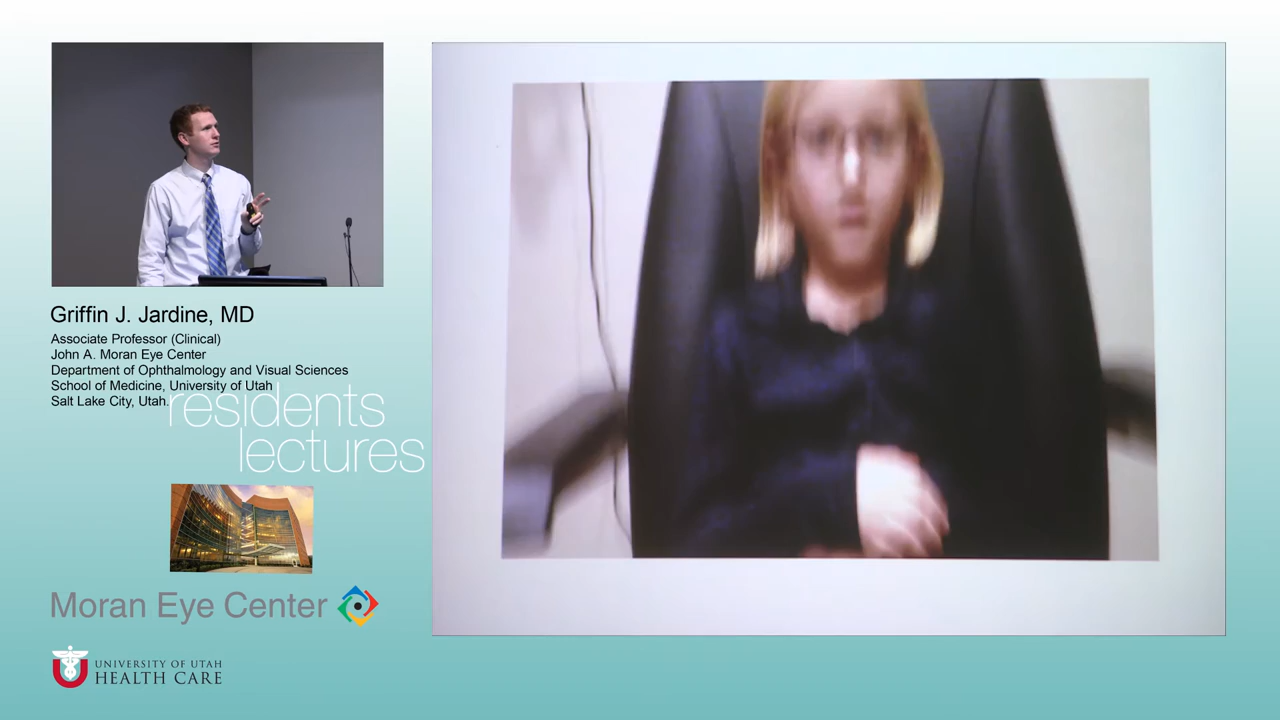 Griffin J. Jardine, MD
Associate Professor (Clinical)
John A. Moran Eye Center
Department of Ophthalmology and Visual Sciences
School of Medicine, University of Utah
Salt Lake City, Utah.
residents
lectures
Moran Eye Center
UNIVERSITY OF UTAH
HEALTH CARE